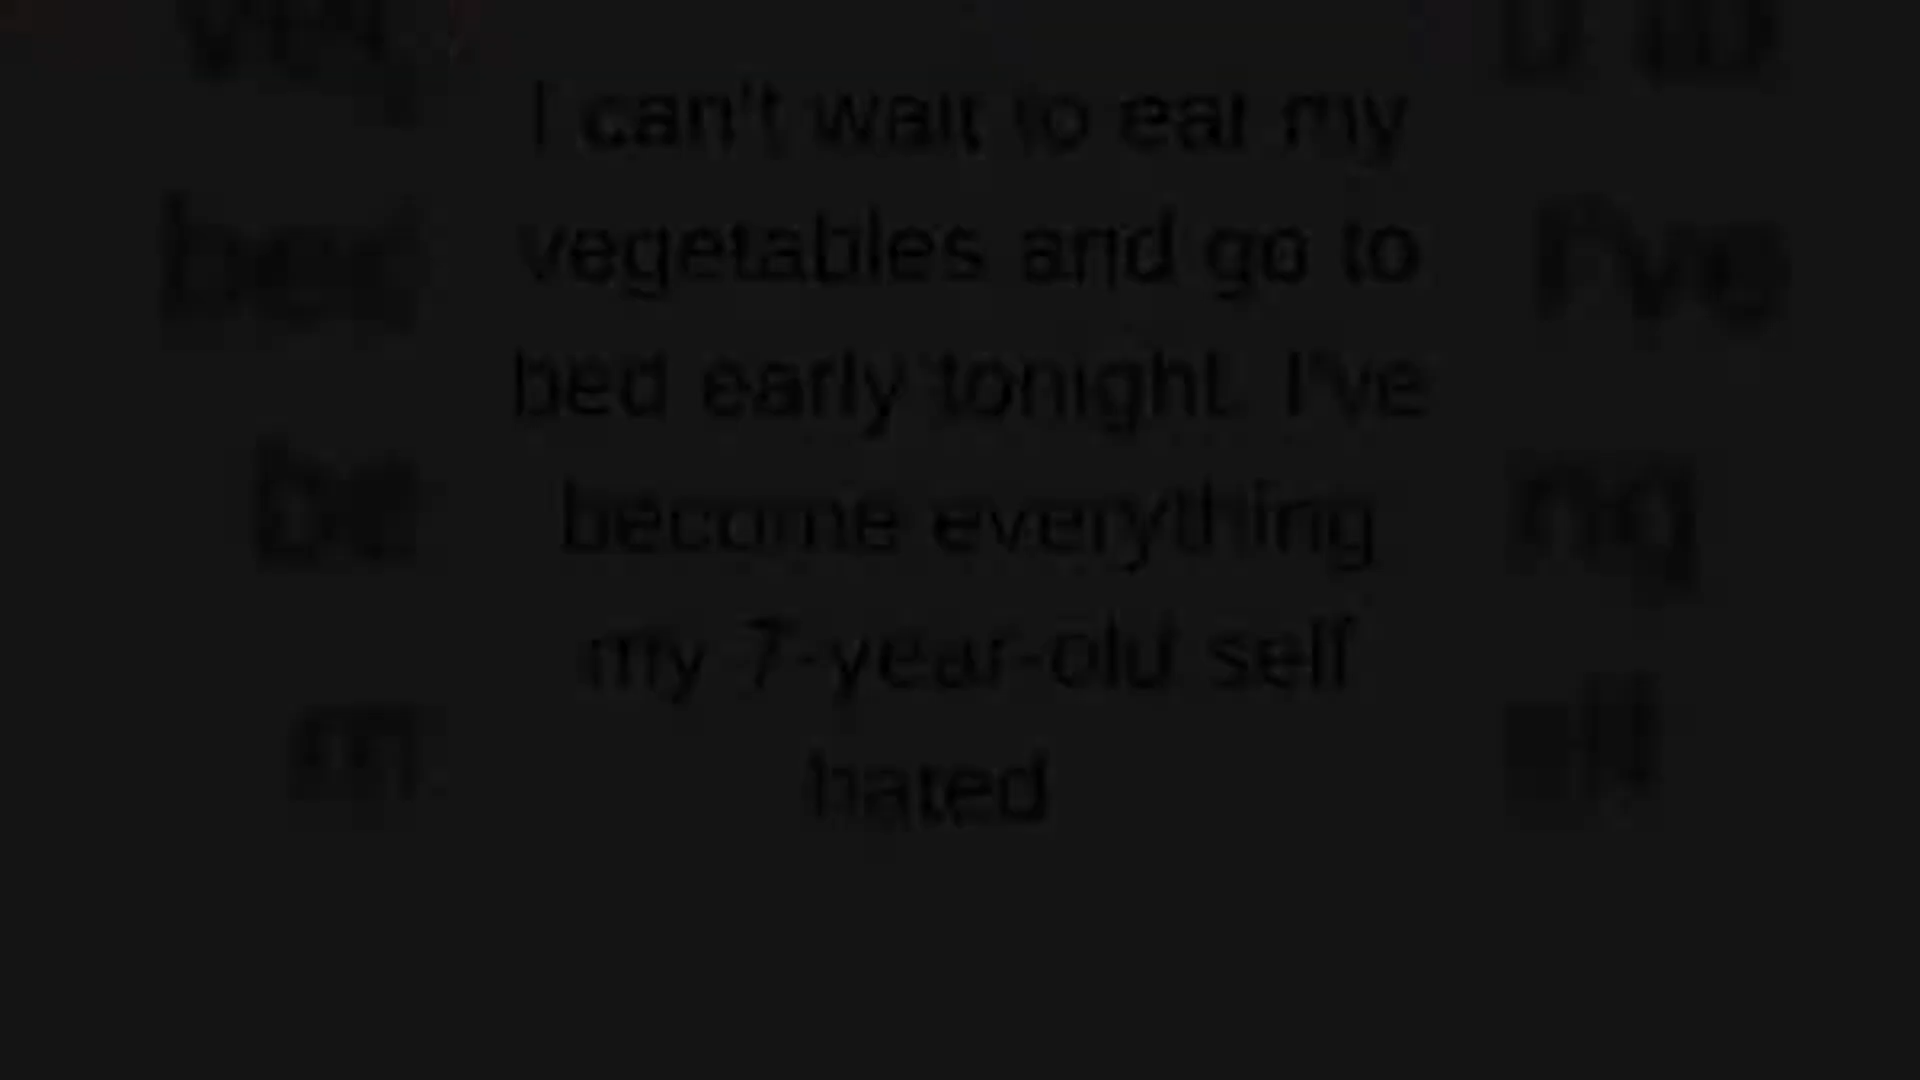 I can't wait to eat my
vegetables and go to
bed early tonight. I've
become everything
my 7-year-old self
hated